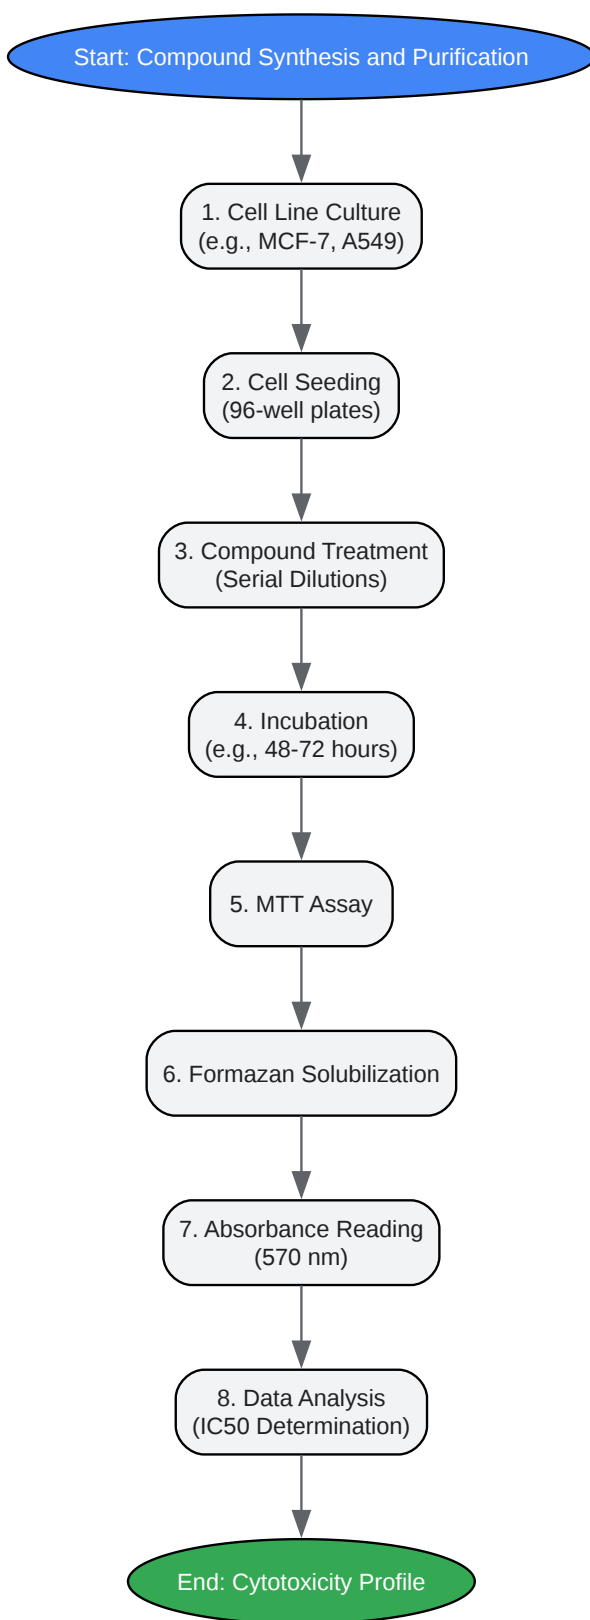 Start: Compound Synthesis and Purification
1. Cell Line Culture
(e.g., MCF-7, A549)
2. Cell Seeding
(96-well plates)
3. Compound Treatment
(Serial Dilutions)
4. Incubation
(e.g., 48-72 hours)
5. MTT Assay
6. Formazan Solubilization
7. Absorbance Reading
(570 nm)
8. Data Analysis
(IC50 Determination)
End: Cytotoxicity Profile